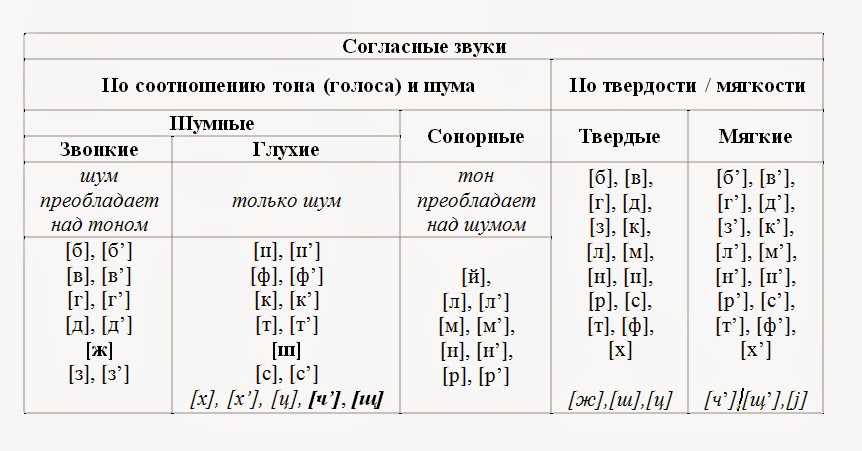 Согласные звуки
По соотношению тона (голоса) и шума
По твердости / мягкости
Шумные
Сонорные
Твердые
Мягкие
Звонкие
Глухие
шум
преобладает
над тоном
только шум
тон
преобладает
над шумом
[б], [б’]
[в], [в’]
[г], [г’]
[д], [д’]
[ж]
[з], [з’]
[п], [п’]
[ф], [ф’]
[к], [к’]
[т], [т’]
[ш]
[с], [с’]
[х], [х’], [ц], [ч’], [щ]
[й],
[л], [л’]
[м], [м’],
[н], [н’],
[р], [р’]
[б], [в],
[г], [д],
[з], [к],
[л], [м],
[н], [п],
[р], [с],
[т], [ф],
[х]
[ж],[ш],[ц]
[б’], [в’],
[г’], [д’],
[з’], [к’],
[л’], [м’],
[н’], [п’],
[р’], [с’],
[т’], [ф’],
[х’]
[ч’],[щ’],[j]